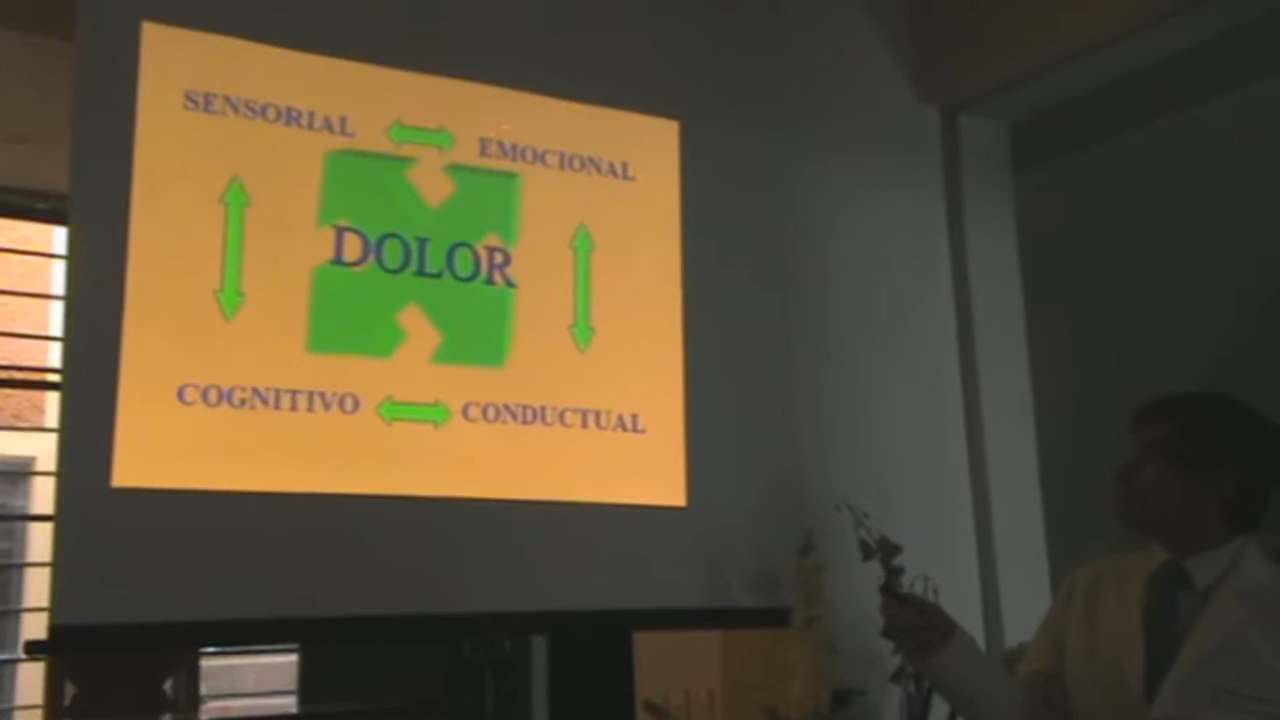 SENSORIAL
EMOCIONAL
DOLOR
COGNITIVO
CONDUCTUAL